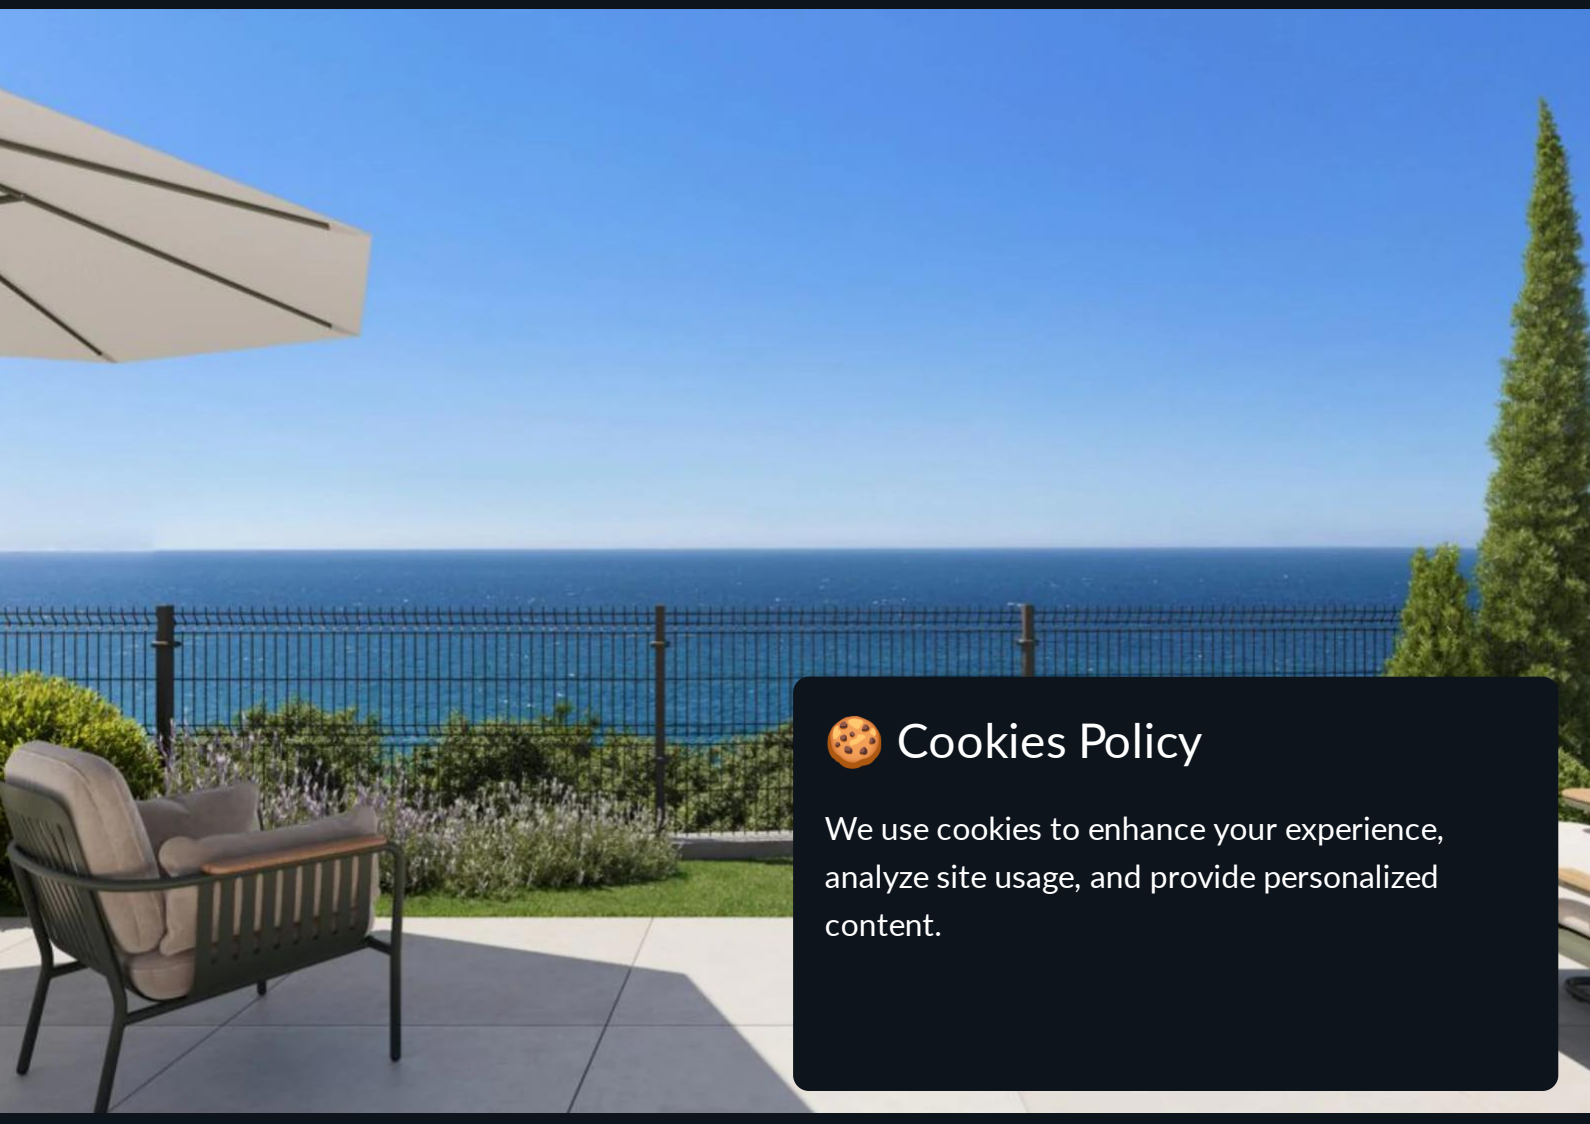 🍪 Cookies Policy
We use cookies to enhance your experience,
analyze site usage, and provide personalized
content.